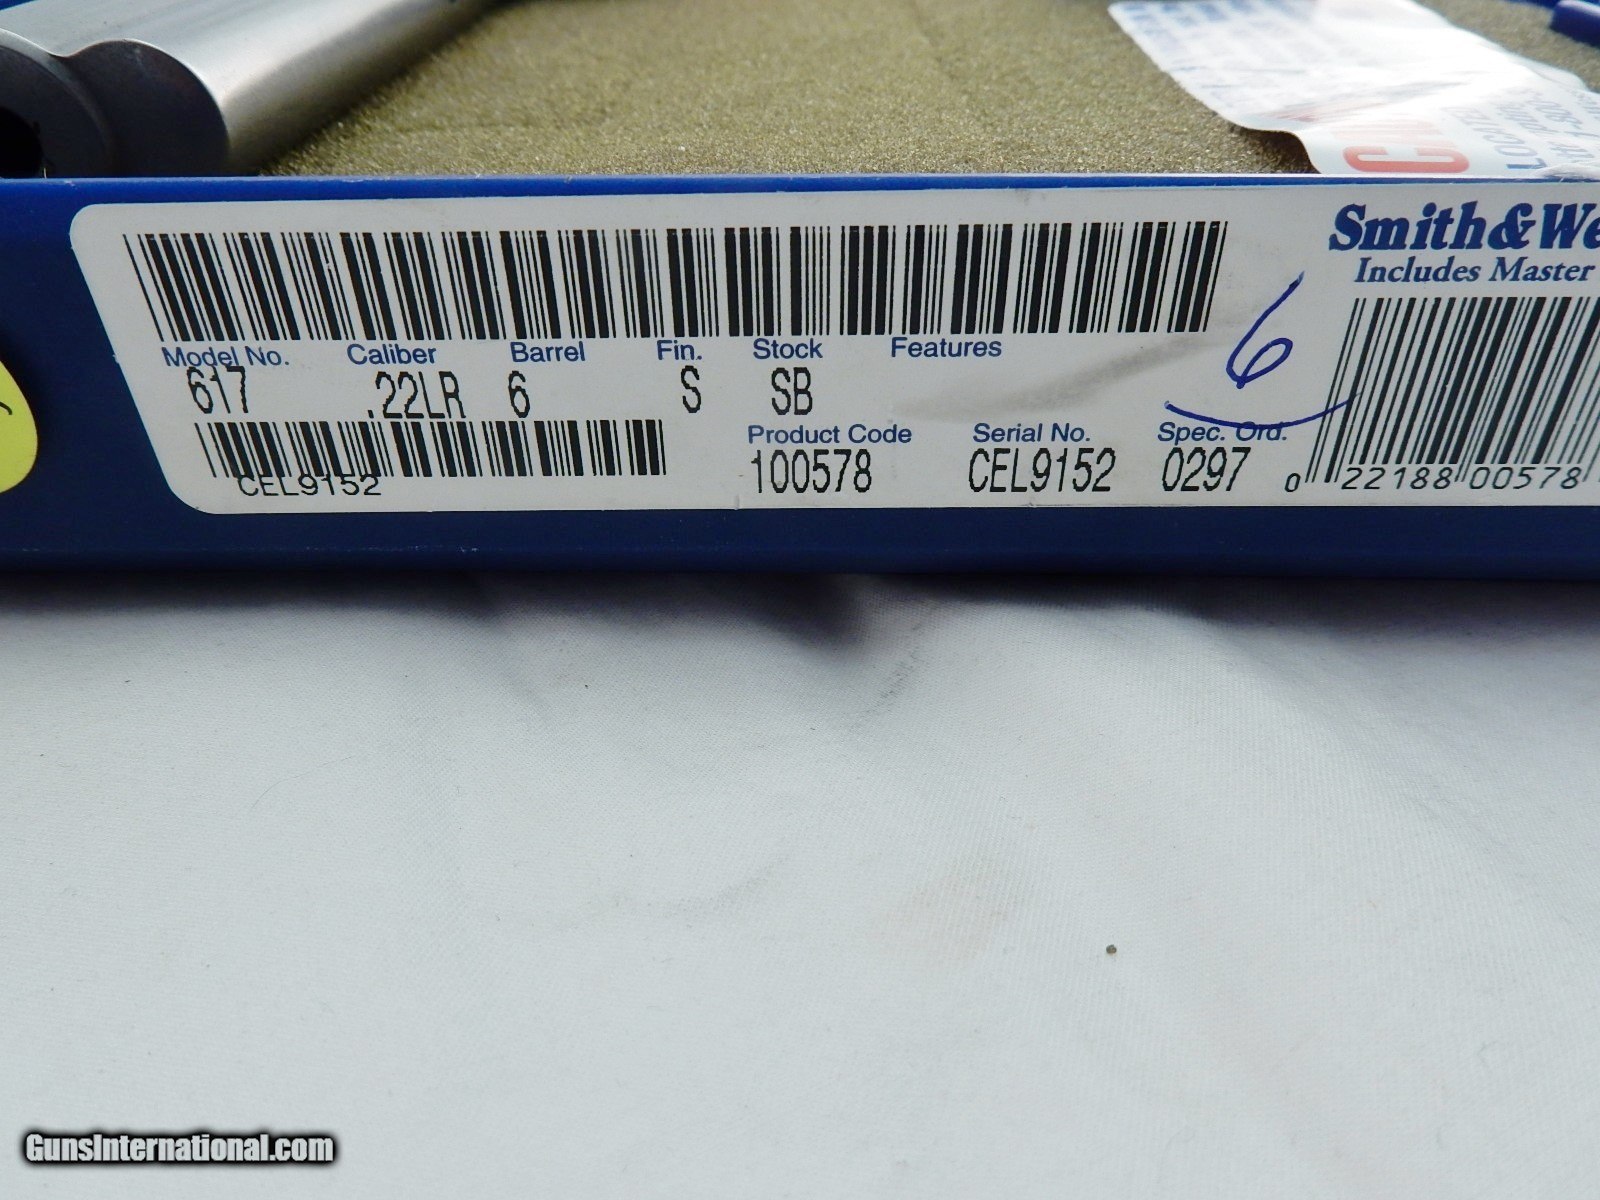 Smith&We
Includes Master
6
Model No. Caliber Barrel Fin. Stock Features
617 .22LR 6 S SB
Product Code Serial No. Spec. Ord.
100578 CEL9152 0297
CEL9152
0 22188 00578
GunsInternational.com